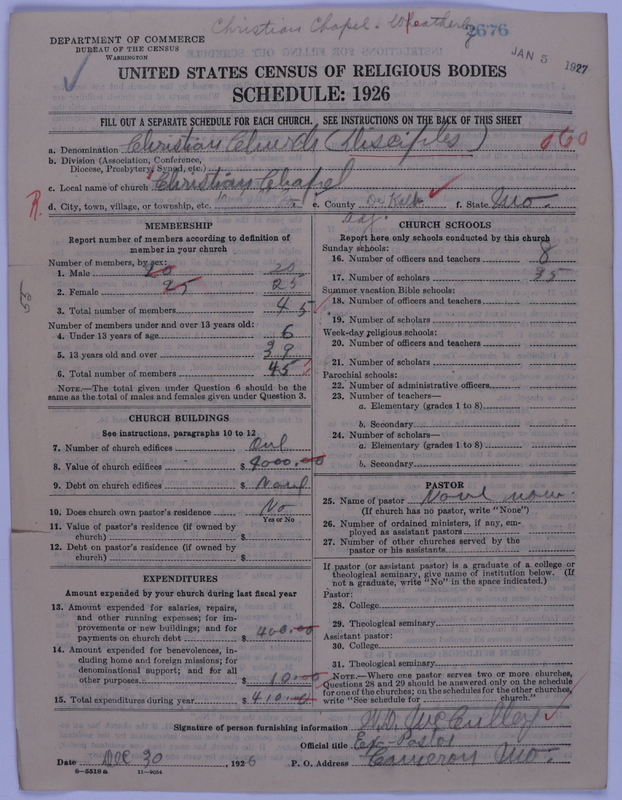 Christian Chapel. Weatherby
2676
DEPARTMENT OF COMMERCE
BUREAU OF THE CENSUS
WASHINGTON
JAN 5 1927
UNITED STATES CENSUS OF RELIGIOUS BODIES
SCHEDULE: 1926
FILL OUT A SEPARATE SCHEDULE FOR EACH CHURCH. SEE INSTRUCTIONS ON THE BACK OF THIS SHEET
a. Denomination Christian Church (Disciples) 060
b. Division (Association, Conference,
Diocese, Presbytery, Synod, etc.)
c. Local name of church Christian Chapel
R. d. City, town, village, or township, etc. e. County De Kalb f. State Mo.
MEMBERSHIP
Report number of members according to definition of
member in your church
Number of members, by sex:
1. Male 20 20
2. Female 25 25
3. Total number of members 45
Number of members under and over 13 years old:
4. Under 13 years of age 6
5. 13 years old and over 39
6. Total number of members 45
NOTE.—The total given under Question 6 should be the
same as the total of males and females given under Question 3.
CHURCH BUILDINGS
See instructions, paragraphs 10 to 12
7. Number of church edifices One
8. Value of church edifices $ 4000.00
9. Debt on church edifices $ None
10. Does church own pastor's residence No
Yes or No
11. Value of pastor's residence (if owned by
church) $
12. Debt on pastor's residence (if owned by
church) $
EXPENDITURES
Amount expended by your church during last fiscal year
13. Amount expended for salaries, repairs,
and other running expenses; for im-
provements or new buildings; and for
payments on church debt $ 400.00
14. Amount expended for benevolences, in-
cluding home and foreign missions; for
denominational support; and for all
other purposes $ 10.00
15. Total expenditures during year $ 410.00
CHURCH SCHOOLS
Report here only schools conducted by this church
Sunday schools:
16. Number of officers and teachers 8
17. Number of scholars 35
Summer vacation Bible schools:
18. Number of officers and teachers
19. Number of scholars
Week-day religious schools:
20. Number of officers and teachers
21. Number of scholars
Parochial schools:
22. Number of administrative officers
23. Number of teachers—
a. Elementary (grades 1 to 8)
b. Secondary
24. Number of scholars—
a. Elementary (grades 1 to 8)
b. Secondary
PASTOR
25. Name of pastor None now
(If church has no pastor, write "None")
26. Number of ordained ministers, if any, em-
ployed as assistant pastors
27. Number of other churches served by the
pastor or his assistants
If pastor (or assistant pastor) is a graduate of a college or
theological seminary, give name of institution below. (If
not a graduate, write "No" in the space indicated.)
Pastor:
28. College
29. Theological seminary
Assistant pastor:
30. College
31. Theological seminary
NOTE.—Where one pastor serves two or more churches,
Questions 28 and 29 should be answered only on the schedule
for one of the churches; on the schedules for the other churches,
write "See schedule for church."
Signature of person furnishing information W.D. McCulley
Official title Ex-Pastor
Date Dec 30, 1926 P. O. Address Cameron Mo.
8-5518a 11-9054